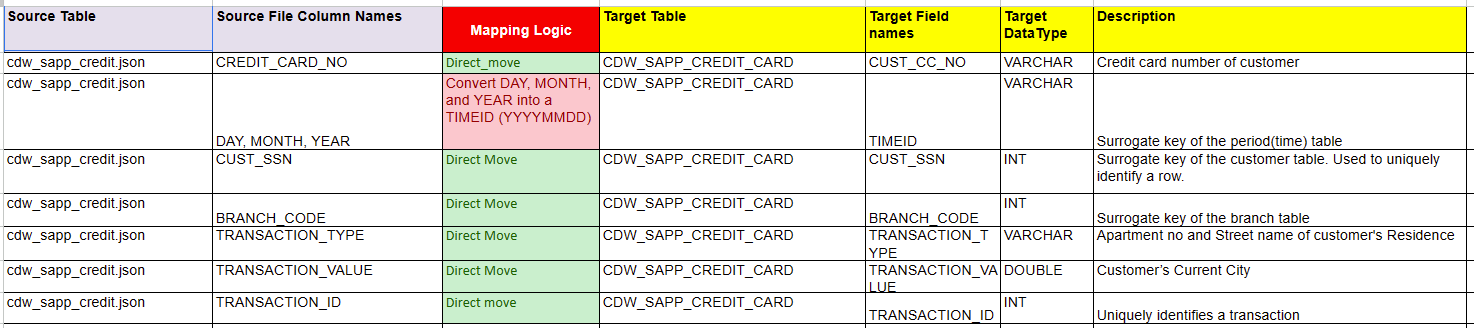 Source Table Source File Column Names Mapping Logic Target Table Target Field names Target DataType Description
cdw_sapp_credit.json CREDIT_CARD_NO Direct_move CDW_SAPP_CREDIT_CARD CUST_CC_NO VARCHAR Credit card number of customer
cdw_sapp_credit.json DAY, MONTH, YEAR Convert DAY, MONTH, and YEAR into a TIMEID (YYYYMMDD) CDW_SAPP_CREDIT_CARD TIMEID VARCHAR Surrogate key of the period(time) table
cdw_sapp_credit.json CUST_SSN Direct Move CDW_SAPP_CREDIT_CARD CUST_SSN INT Surrogate key of the customer table. Used to uniquely identify a row.
cdw_sapp_credit.json BRANCH_CODE Direct Move CDW_SAPP_CREDIT_CARD BRANCH_CODE INT Surrogate key of the branch table
cdw_sapp_credit.json TRANSACTION_TYPE Direct Move CDW_SAPP_CREDIT_CARD TRANSACTION_TYPE VARCHAR Apartment no and Street name of customer's Residence
cdw_sapp_credit.json TRANSACTION_VALUE Direct Move CDW_SAPP_CREDIT_CARD TRANSACTION_VALUE DOUBLE Customer’s Current City
cdw_sapp_credit.json TRANSACTION_ID Direct move CDW_SAPP_CREDIT_CARD TRANSACTION_ID INT Uniquely identifies a transaction